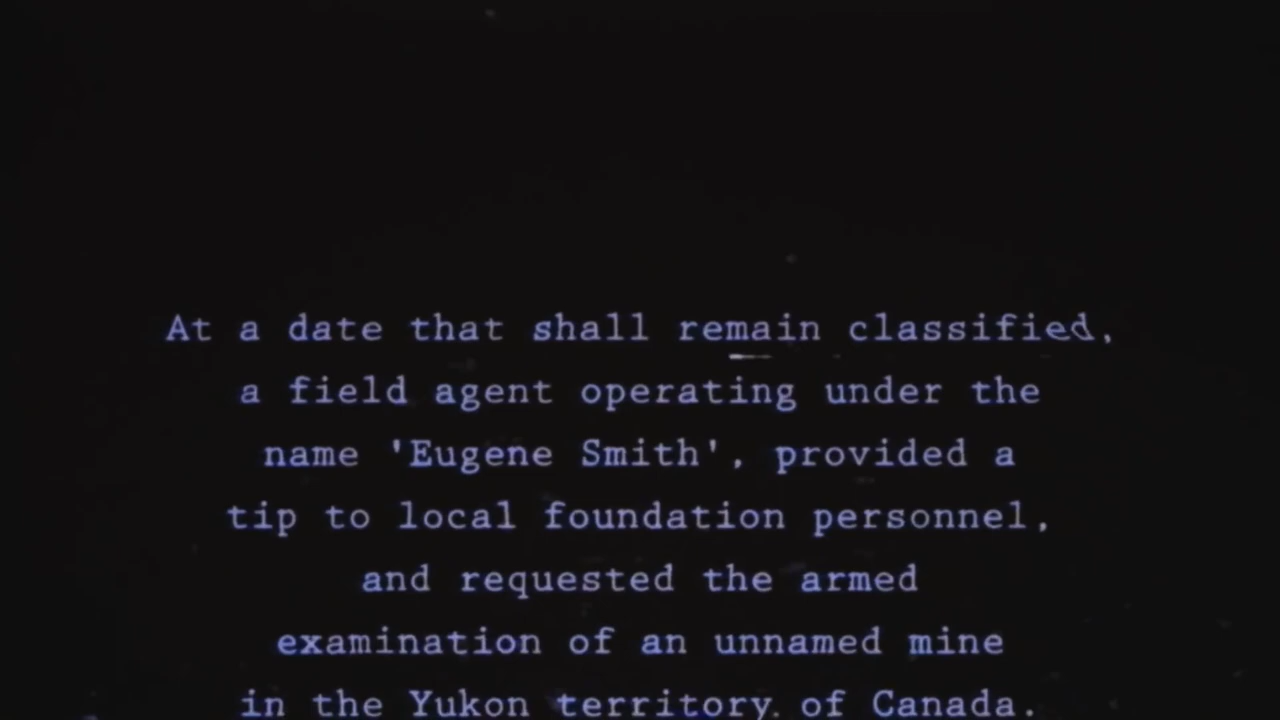 At a date that shall remain classified,
a field agent operating under the
name 'Eugene Smith', provided a
tip to local foundation personnel,
and requested the armed
examination of an unnamed mine
in the Yukon territory of Canada.